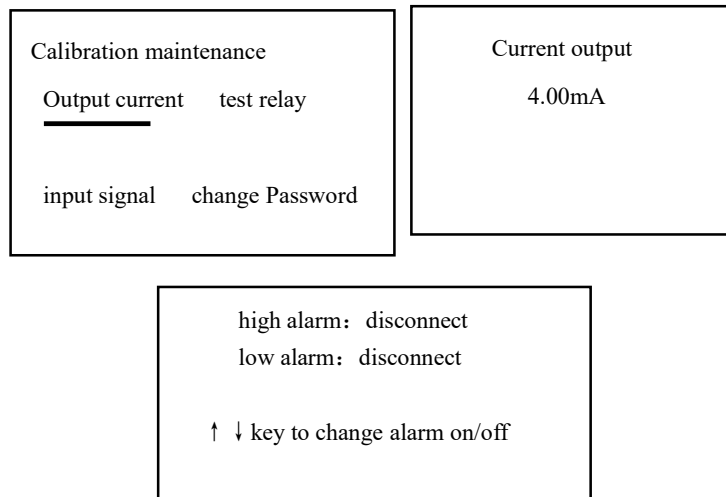 Calibration maintenance
Output current test relay
input signal change Password
Current output
4.00mA
high alarm：disconnect
low alarm：disconnect
↑ ↓ key to change alarm on/off